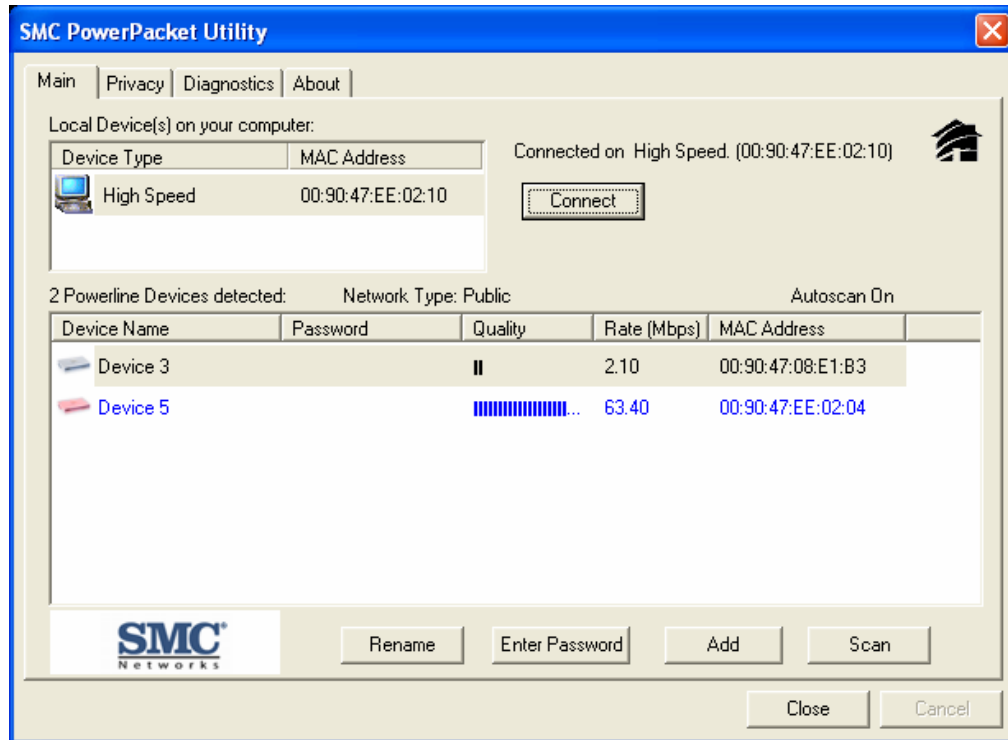 SMC PowerPacket Utility
Main Privacy Diagnostics About
Local Device(s) on your computer:
Device Type MAC Address
High Speed 00:90:47:EE:02:10
Connected on High Speed. (00:90:47:EE:02:10)
Connect
2 Powerline Devices detected: Network Type: Public Autoscan On
Device Name Password Quality Rate (Mbps) MAC Address
Device 3 2.10 00:90:47:08:E1:B3
Device 5 ... 63.40 00:90:47:EE:02:04
SMC®
Networks
Rename Enter Password Add Scan
Close Cancel